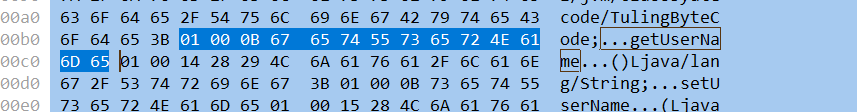 00a0 63 6F 64 65 2F 54 75 6C 69 6E 67 42 79 74 65 43 code/TulingByteC
00b0 6F 64 65 3B 01 00 0B 67 65 74 55 73 65 72 4E 61 ode;...getUserNa
00c0 6D 65 01 00 14 28 29 4C 6A 61 76 61 2F 6C 61 6E me...()Ljava/lan
00d0 67 2F 53 74 72 69 6E 67 3B 01 00 0B 73 65 74 55 g/String;...setU
00e0 73 65 72 4E 61 6D 65 01 00 15 28 4C 6A 61 76 61 serName...(Ljava